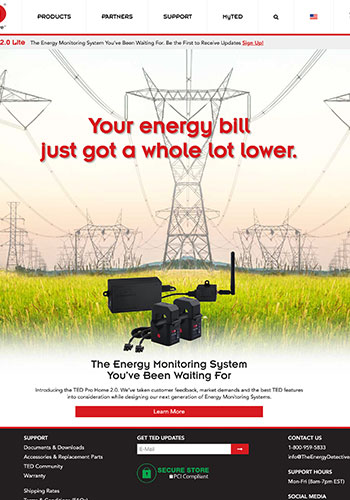 PRODUCTS PARTNERS SUPPORT MyTED
2.0 Lite The Energy Monitoring System You've Been Waiting For. Be the First to Receive Updates Sign Up!
Your energy bill
just got a whole lot lower.
The Energy Monitoring System
You've Been Waiting For
Introducing the TED Pro Home 2.0. We've taken customer feedback, market demands and the best TED features
into consideration while designing our next generation of Energy Monitoring Systems.
Learn More
SUPPORT
Documents & Downloads
Accessories & Replacement Parts
TED Community
Warranty
Shipping Rates
GET TED UPDATES
E-Mail
SECURE STORE
PCI Compliant
CONTACT US
1-800-959-5833
info@TheEnergyDetective
SUPPORT HOURS
Mon-Fri (8am-7pm EST)
SOCIAL MEDIA